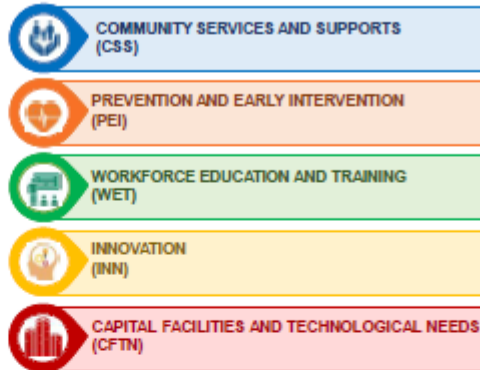 COMMUNITY SERVICES AND SUPPORTS
(CSS)
PREVENTION AND EARLY INTERVENTION
(PEI)
WORKFORCE EDUCATION AND TRAINING
(WET)
INNOVATION
(INN)
CAPITAL FACILITIES AND TECHNOLOGICAL NEEDS
(CFTN)